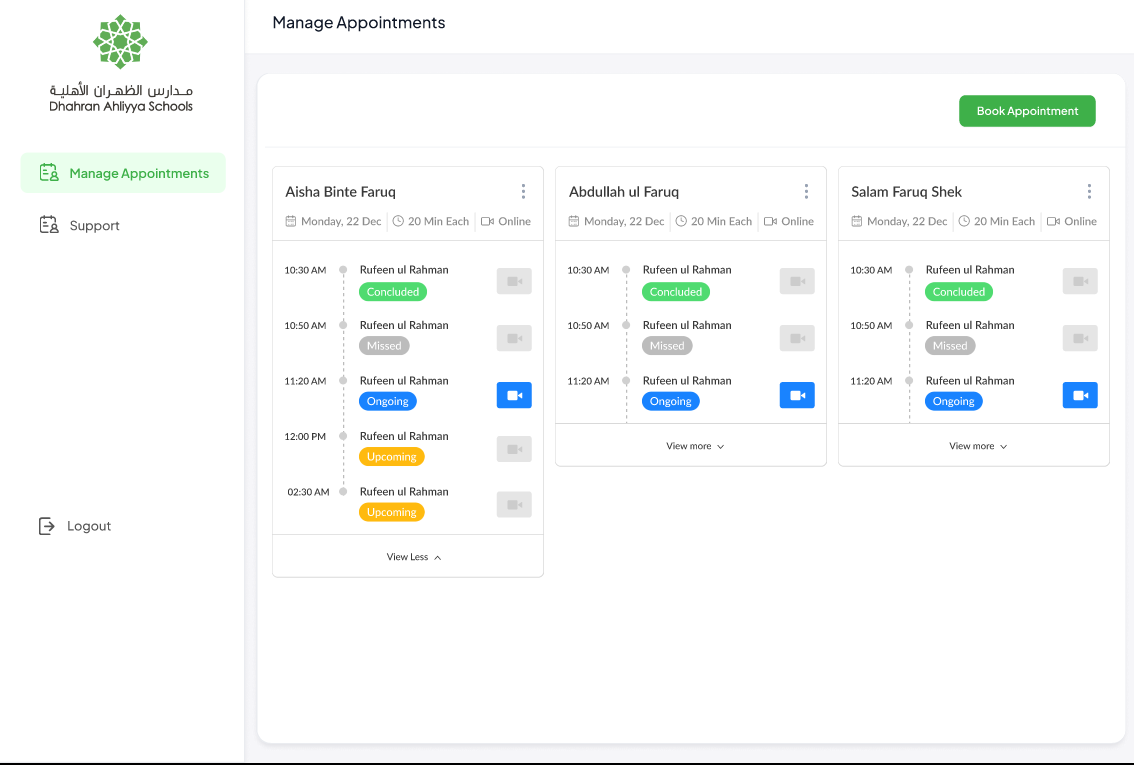 Manage Appointments
مدارس الظهران الأهلية
Dhahran Ahliyya Schools
Manage Appointments
Support
Logout
Book Appointment
Aisha Binte Faruq
Monday, 22 Dec 20 Min Each Online
10:30 AM Rufeen ul Rahman
Concluded
10:50 AM Rufeen ul Rahman
Missed
11:20 AM Rufeen ul Rahman
Ongoing
12:00 PM Rufeen ul Rahman
Upcoming
02:30 AM Rufeen ul Rahman
Upcoming
View Less
Abdullah ul Faruq
Monday, 22 Dec 20 Min Each Online
10:30 AM Rufeen ul Rahman
Concluded
10:50 AM Rufeen ul Rahman
Missed
11:20 AM Rufeen ul Rahman
Ongoing
View more
Salam Faruq Shek
Monday, 22 Dec 20 Min Each Online
10:30 AM Rufeen ul Rahman
Concluded
10:50 AM Rufeen ul Rahman
Missed
11:20 AM Rufeen ul Rahman
Ongoing
View more